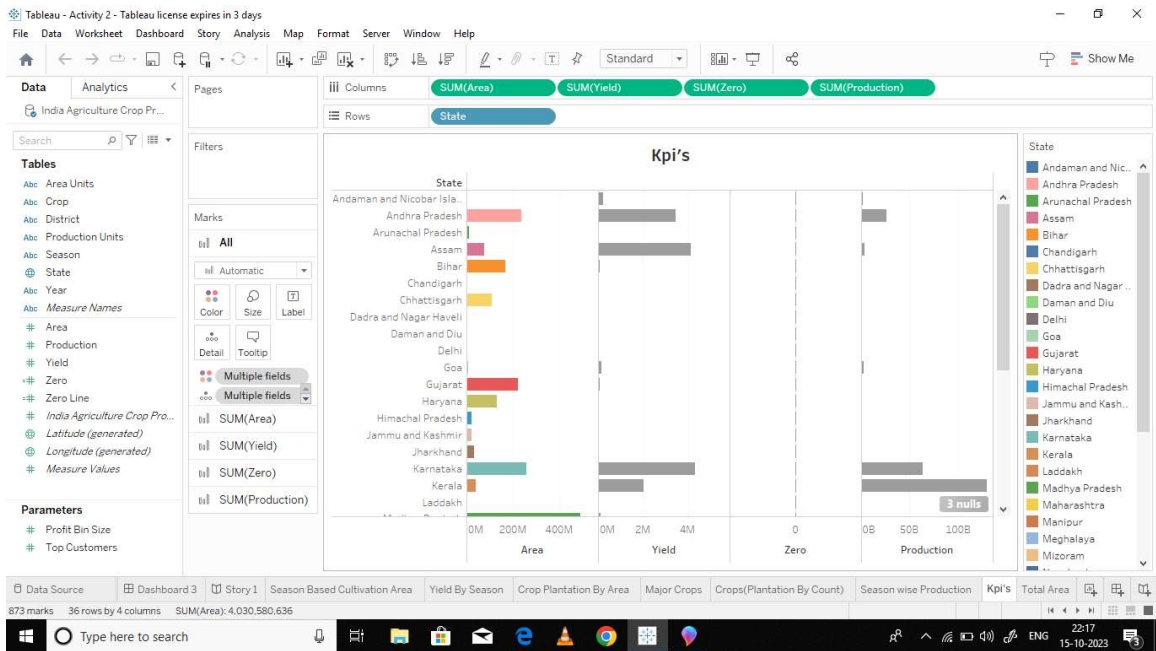 Tableau - Activity 2 - Tableau license expires in 3 days
File Data Worksheet Dashboard Story Analysis Map Format Server Window Help
Standard
Show Me
Data Analytics
India Agriculture Crop Pr...
Search
Tables
Abc Area Units
Abc Crop
Abc District
Abc Production Units
Abc Season
State
Abc Year
Abc Measure Names
# Area
# Production
# Yield
=# Zero
=# Zero Line
# India Agriculture Crop Pro...
Latitude (generated)
Longitude (generated)
# Measure Values
Parameters
# Profit Bin Size
# Top Customers
Pages
Filters
Marks
All
Automatic
Color Size Label
Detail Tooltip
Multiple fields
Multiple fields
SUM(Area)
SUM(Yield)
SUM(Zero)
SUM(Production)
Columns SUM(Area) SUM(Yield) SUM(Zero) SUM(Production)
Rows State
Kpi's
State
Andaman and Nicobar Isla..
Andhra Pradesh
Arunachal Pradesh
Assam
Bihar
Chandigarh
Chhattisgarh
Dadra and Nagar Haveli
Daman and Diu
Delhi
Goa
Gujarat
Haryana
Himachal Pradesh
Jammu and Kashmir
Jharkhand
Karnataka
Kerala
Laddakh
3 nulls
0M 200M 400M 0M 2M 4M 0 0B 50B 100B
Area Yield Zero Production
State
Andaman and Nic..
Andhra Pradesh
Arunachal Pradesh
Assam
Bihar
Chandigarh
Chhattisgarh
Dadra and Nagar ..
Daman and Diu
Delhi
Goa
Gujarat
Haryana
Himachal Pradesh
Jammu and Kash..
Jharkhand
Karnataka
Kerala
Laddakh
Madhya Pradesh
Maharashtra
Manipur
Meghalaya
Mizoram
Data Source Dashboard 3 Story 1 Season Based Cultivation Area Yield By Season Crop Plantation By Area Major Crops Crops(Plantation By Count) Season wise Production Kpi's Total Area
873 marks 36 rows by 4 columns SUM(Area): 4,030,580,636
Type here to search
ENG
22:17
15-10-2023
3